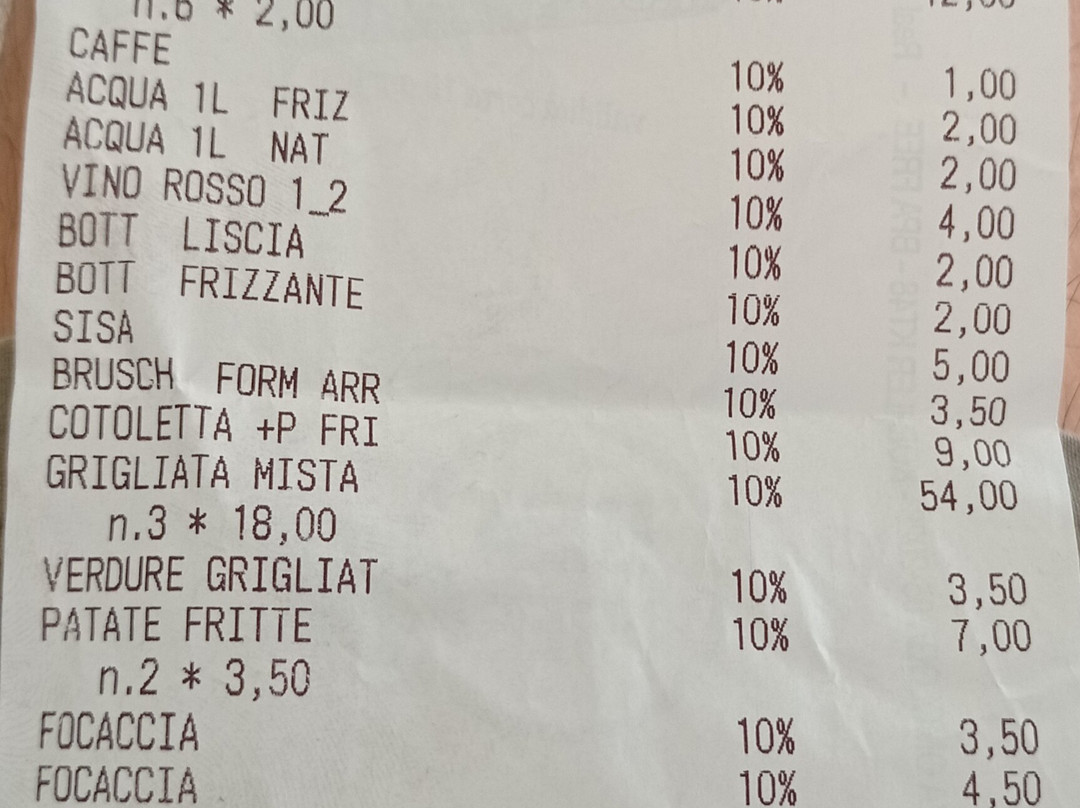 n.6 * 2,00 10% 12,00
CAFFE 10% 1,00
ACQUA 1L FRIZ 10% 2,00
ACQUA 1L NAT 10% 2,00
VINO ROSSO 1_2 10% 4,00
BOTT LISCIA 10% 2,00
BOTT FRIZZANTE 10% 2,00
SISA 10% 5,00
BRUSCH FORM ARR 10% 3,50
COTOLETTA +P FRI 10% 9,00
GRIGLIATA MISTA 10% 54,00
n.3 * 18,00
VERDURE GRIGLIAT 10% 3,50
PATATE FRITTE 10% 7,00
n.2 * 3,50
FOCACCIA 10% 3,50
FOCACCIA 10% 4,50